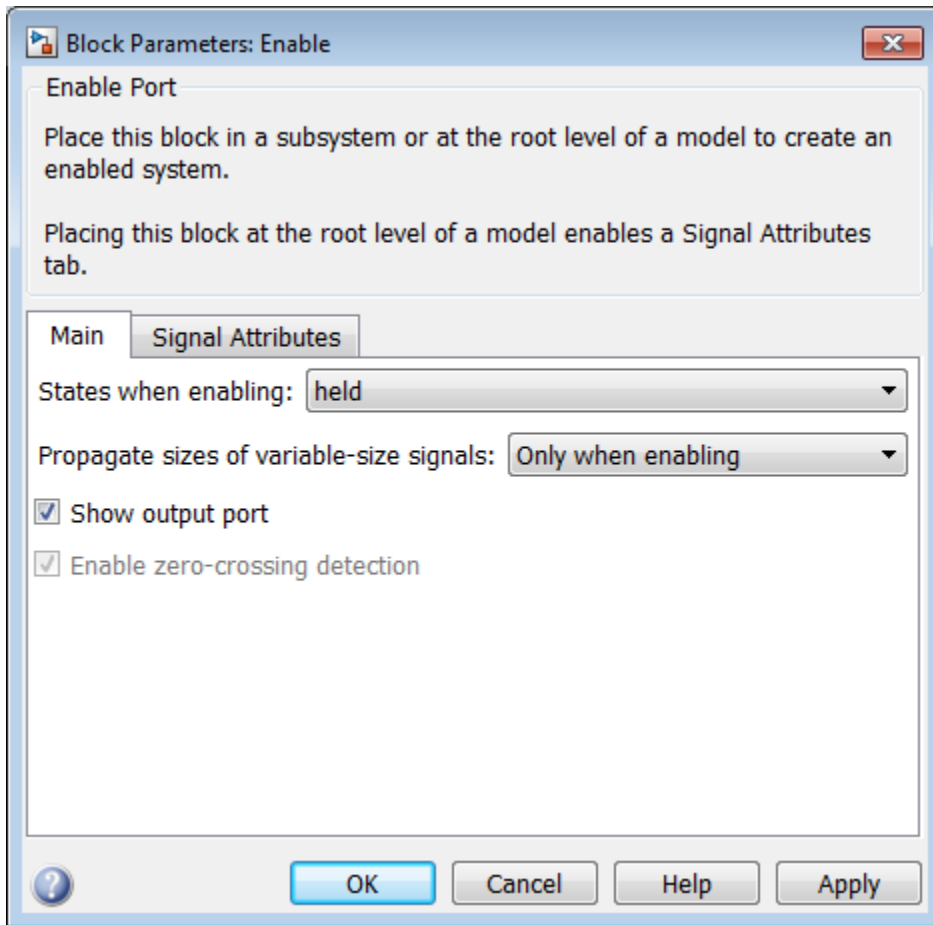 Block Parameters: Enable
Enable Port
Place this block in a subsystem or at the root level of a model to create an
enabled system.
Placing this block at the root level of a model enables a Signal Attributes
tab.
Main
Signal Attributes
States when enabling: held
Propagate sizes of variable-size signals: Only when enabling
Show output port
Enable zero-crossing detection
? OK Cancel Help Apply